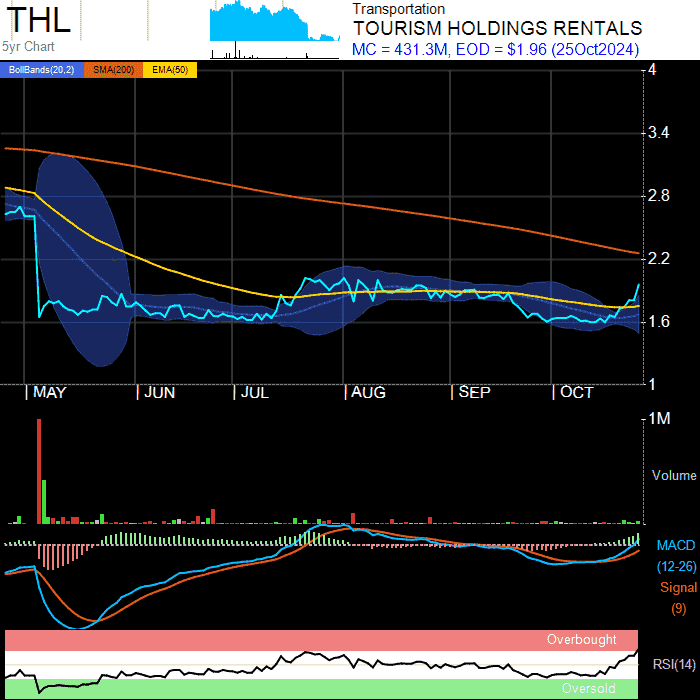 THL
5yr Chart
Transportation
TOURISM HOLDINGS RENTALS
MC = 431.3M, EOD = $1.96 (25Oct2024)
BollBands(20,2) SMA(200) EMA(50)
4
3.4
2.8
2.2
1.6
1
MAY JUN JUL AUG SEP OCT
1M
Volume
MACD
(12-26)
Signal
(9)
Overbought
RSI(14)
Oversold